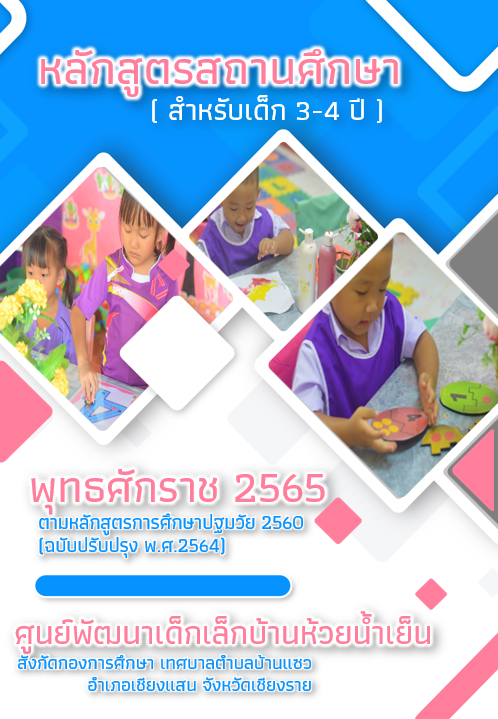 หลักสูตรสถานศึกษา
( สำหรับเด็ก 3-4 ปี )
4
1
พุทธศักราช 2565
ตามหลักสูตรการศึกษาปฐมวัย 2560
(ฉบับปรับปรุง พ.ศ.2564)
ศูนย์พัฒนาเด็กเล็กบ้านห้วยน้ำเย็น
สังกัดกองการศึกษา เทศบาลตำบลบ้านแซว
อำเภอเชียงแสน จังหวัดเชียงราย